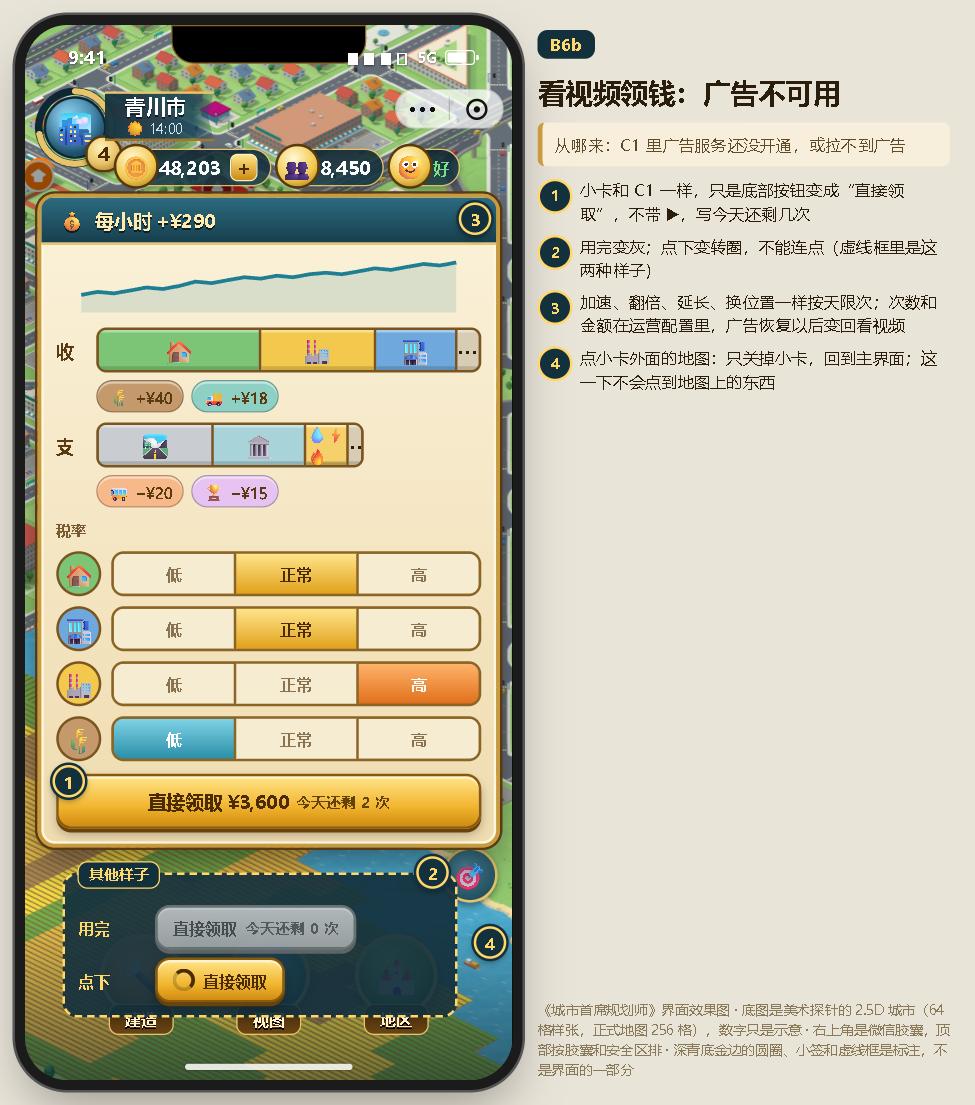 9:41
5G
青川市
14:00
4
48,203
+
8,450
好
每小时 +¥290
3
收
...
+¥40
+¥18
支
..
−¥20
−¥15
税率
低 正常 高
低 正常 高
低 正常 高
低 正常 高
1
直接领取 ¥3,600 今天还剩 2 次
其他样子
2
用完
直接领取 今天还剩 0 次
4
点下
直接领取
建造
视图
地区
B6b
看视频领钱：广告不可用
从哪来：C1 里广告服务还没开通，或拉不到广告
1 小卡和 C1 一样，只是底部按钮变成“直接领
取”，不带 ▶，写今天还剩几次
2 用完变灰；点下变转圈，不能连点（虚线框里是这
两种样子）
3 加速、翻倍、延长、换位置一样按天限次；次数和
金额在运营配置里，广告恢复以后变回看视频
4 点小卡外面的地图：只关掉小卡，回到主界面；这
一下不会点到地图上的东西
《城市首席规划师》界面效果图 · 底图是美术探针的 2.5D 城市（64
格样张，正式地图 256 格），数字只是示意 · 右上角是微信胶囊，顶
部按胶囊和安全区排 · 深青底金边的圆圈、小签和虚线框是标注，不
是界面的一部分